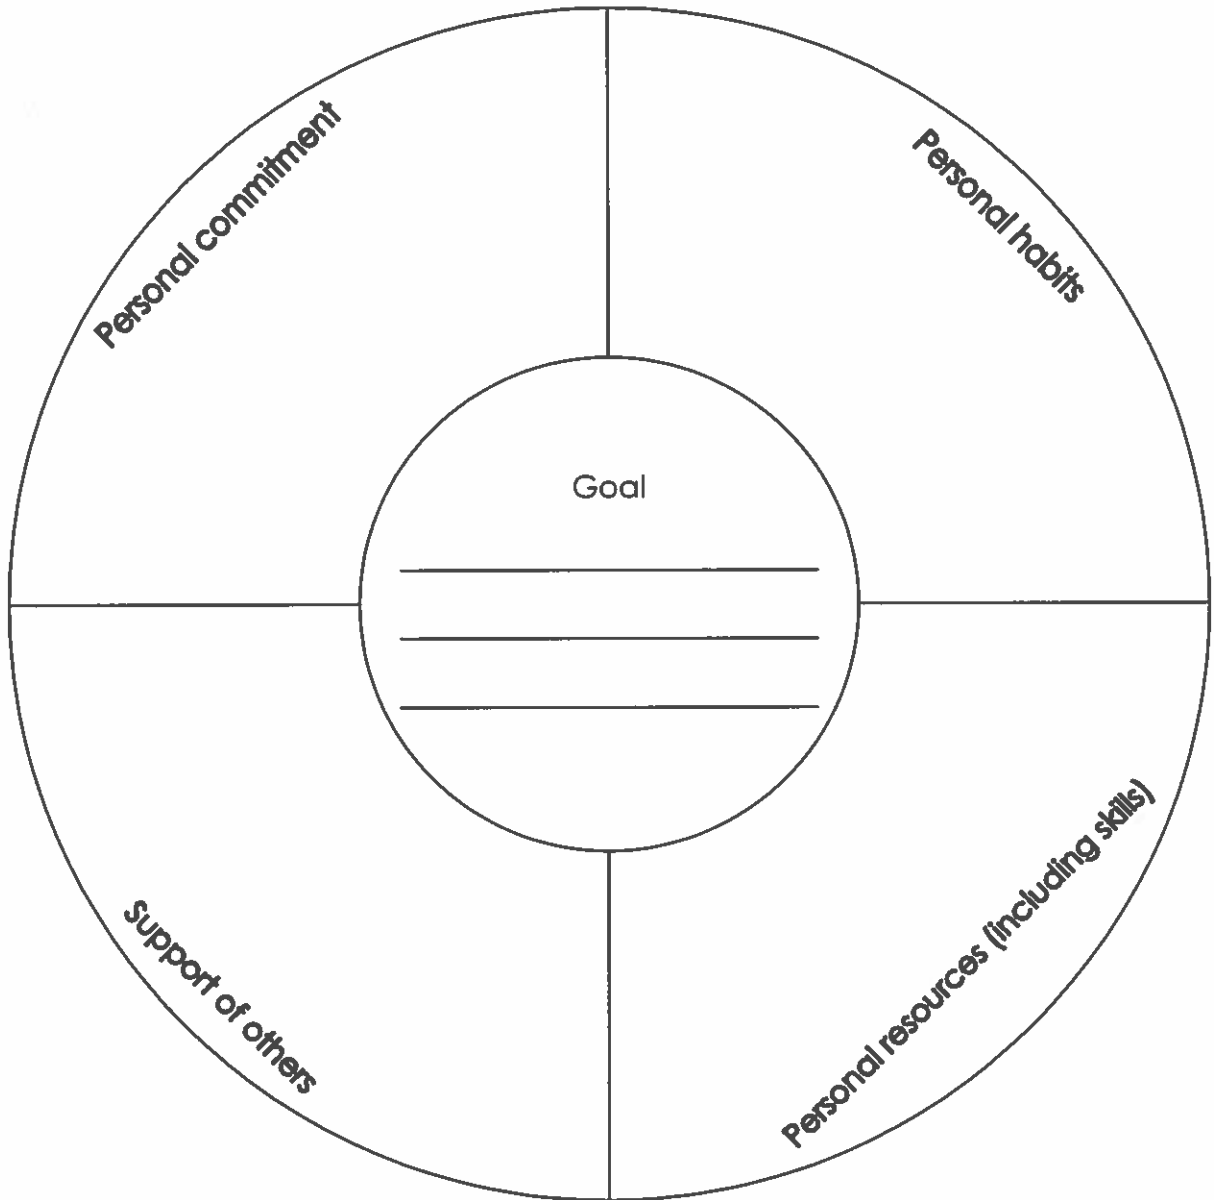 Personal commitment
Personal habits
Goal
Support of others
Personal resources (including skills)